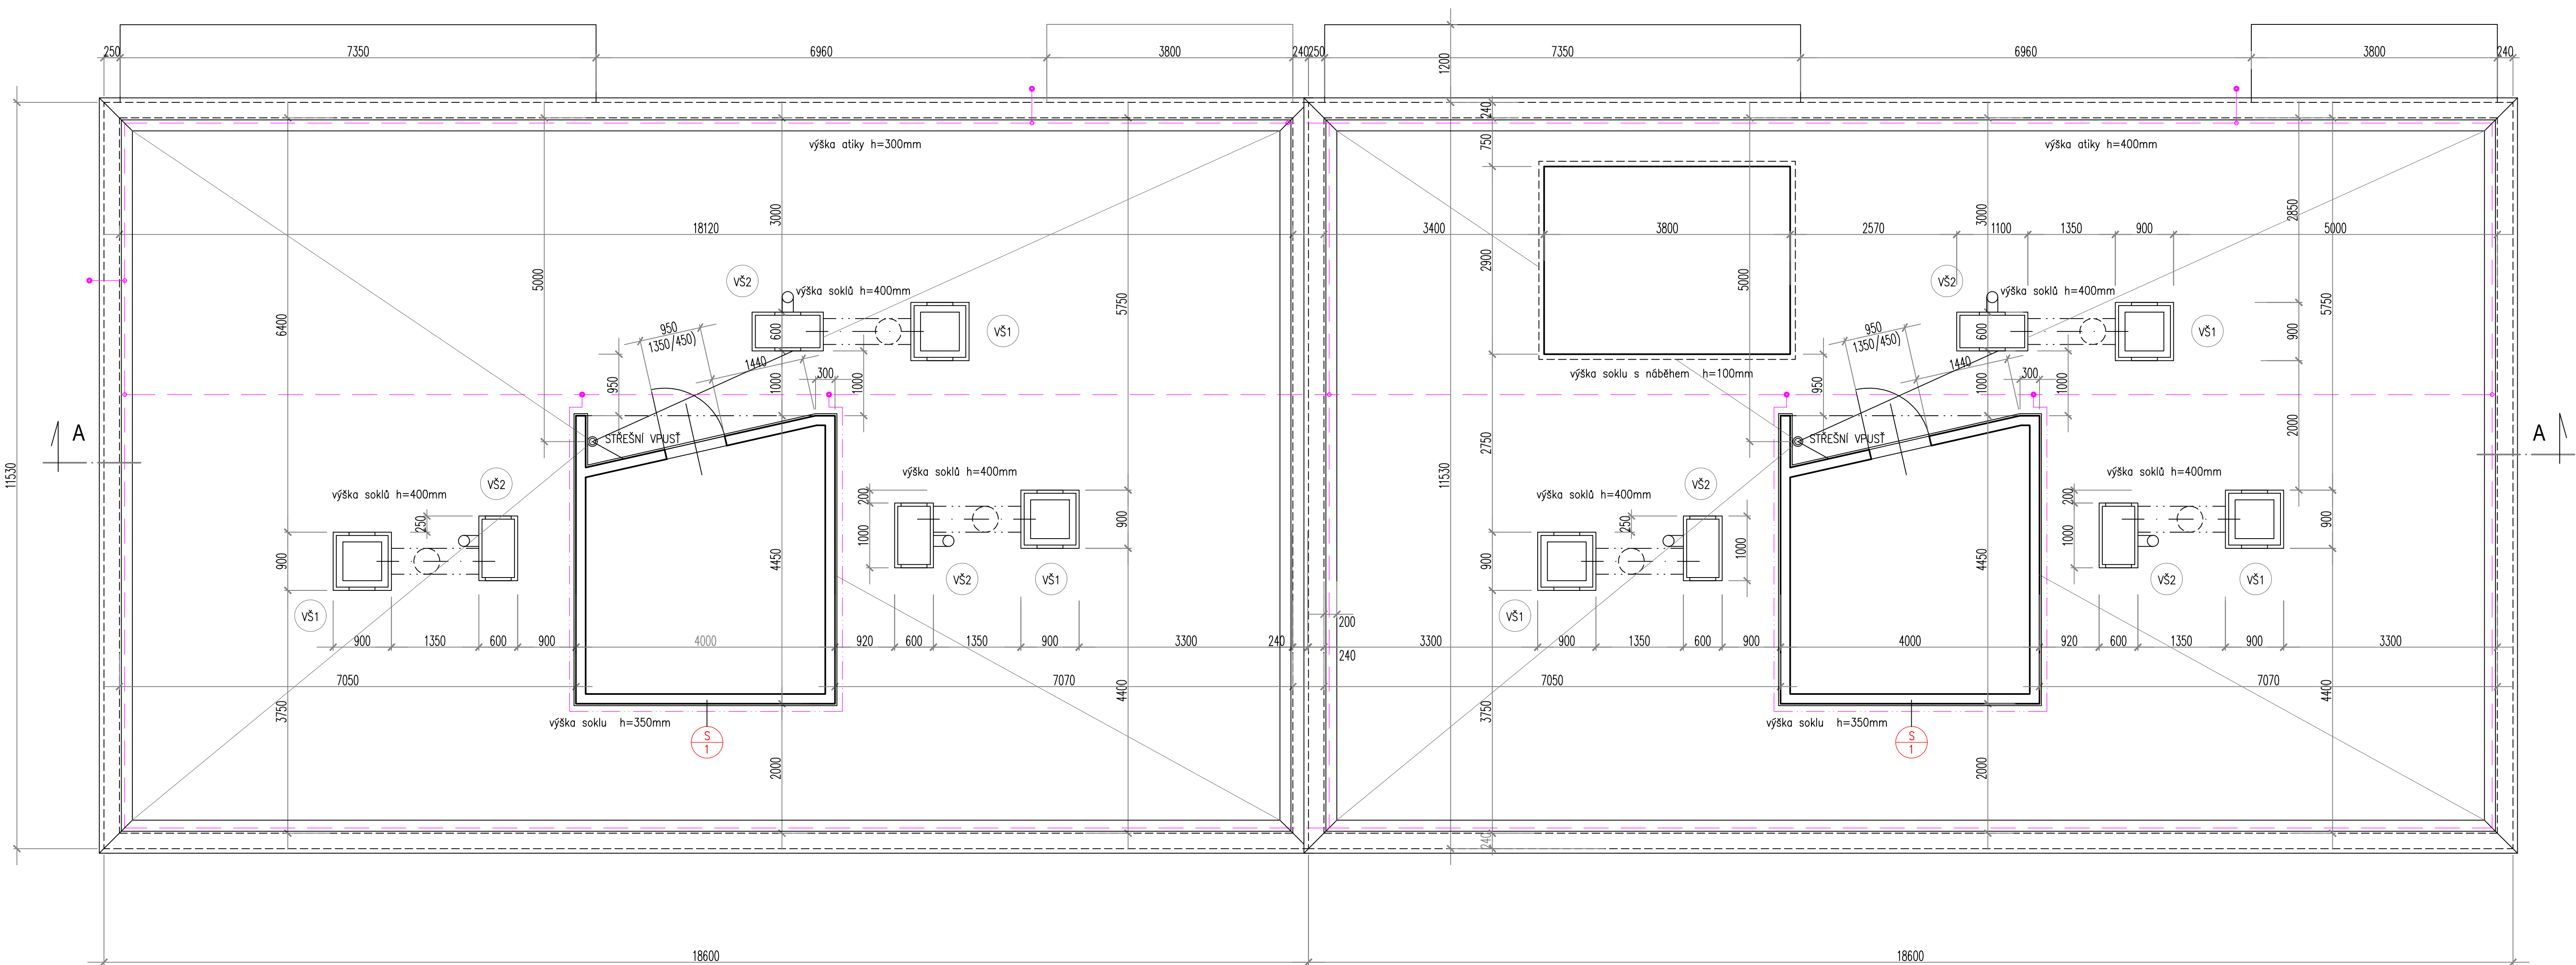 250 7350 6960 3800 240 250 7350 6960 3800 240
1200
240
výška atiky h=300mm
výška atiky h=400mm
750
3000
3000
2850
18120
3400 3800 2570 1100 1350 900 5000
5000
2900
5000
VŠ2
výška soklů h=400mm
VŠ2
výška soklů h=400mm
6400
5750
5750
950
1350/450)
600
VŠ1
950
1350/450)
600
900
VŠ1
1440
1440
300
výška soklu s náběhem h=100mm
300
950
1000
1000
950
1000
1000
A
STŘEŠNÍ VPUSŤ
STŘEŠNÍ VPUSŤ
2000
A
11530
2750
11530
výška soklů h=400mm
VŠ2
výška soklů h=400mm
výška soklů h=400mm
VŠ2
výška soklů h=400mm
250
200
900
250
200
900
900
4450
1000
900
1000
4450
1000
VŠ1
VŠ2
VŠ1
VŠ1
VŠ2
VŠ1
200
900 1350 600 900 4000 920 600 1350 900 3300 240
3300 900 1350 600 900 4000 920 600 1350 900 3300
240
7050 7070 7050 7070
3750
4400
3750
4400
výška soklu h=350mm
výška soklu h=350mm
S
1
S
1
2000
2000
240
18600 18600